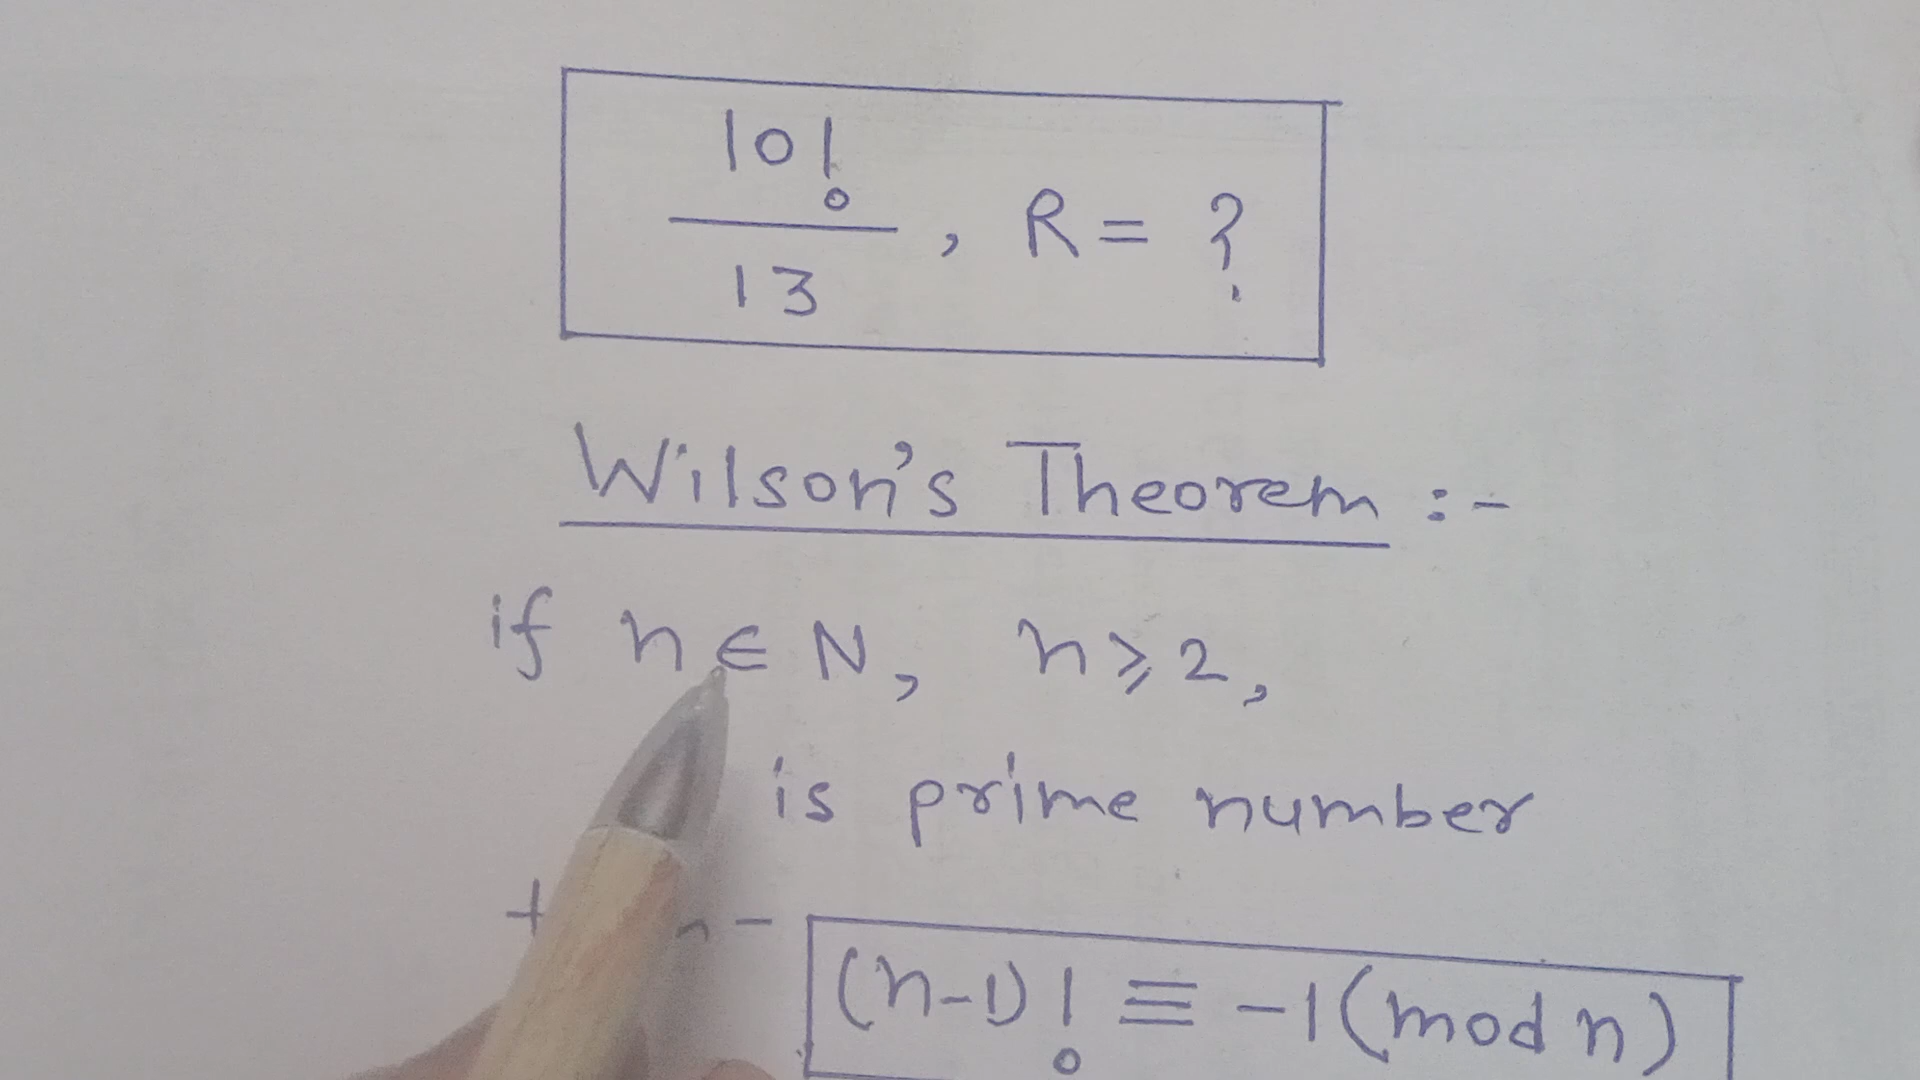 10!
13
, R = ?
Wilson's Theorem :-
if n ∈ N, n ⩾ 2,
is prime number
(n-1)! ≡ -1 (mod n)